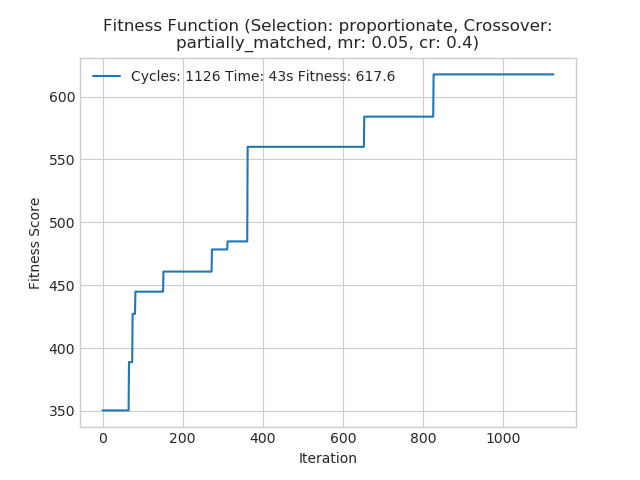 Fitness Function (Selection: proportionate, Crossover:
partially_matched, mr: 0.05, cr: 0.4)
Cycles: 1126 Time: 43s Fitness: 617.6
Fitness Score
600
550
500
450
400
350
0 200 400 600 800 1000
Iteration